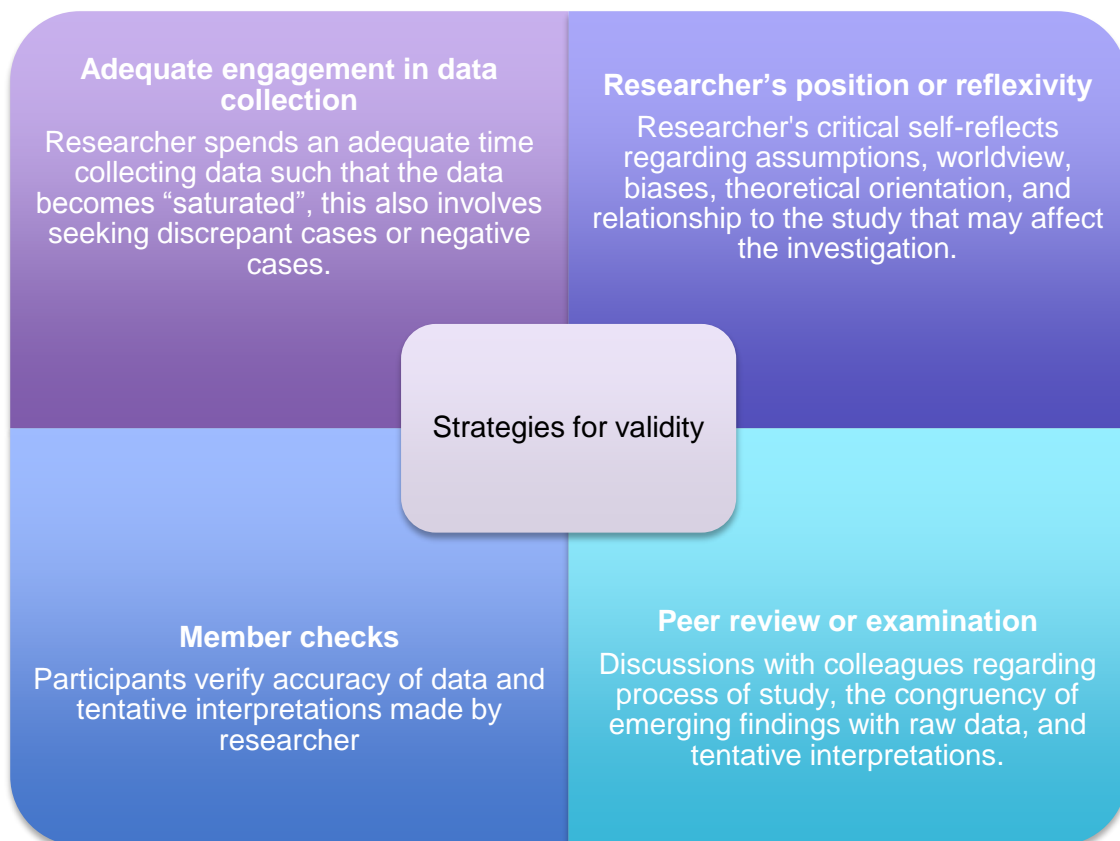 Adequate engagement in data
collection
Researcher spends an adequate time
collecting data such that the data
becomes “saturated”, this also involves
seeking discrepant cases or negative
cases.
Researcher’s position or reflexivity
Researcher's critical self-reflects
regarding assumptions, worldview,
biases, theoretical orientation, and
relationship to the study that may affect
the investigation.
Strategies for validity
Member checks
Participants verify accuracy of data and
tentative interpretations made by
researcher
Peer review or examination
Discussions with colleagues regarding
process of study, the congruency of
emerging findings with raw data, and
tentative interpretations.